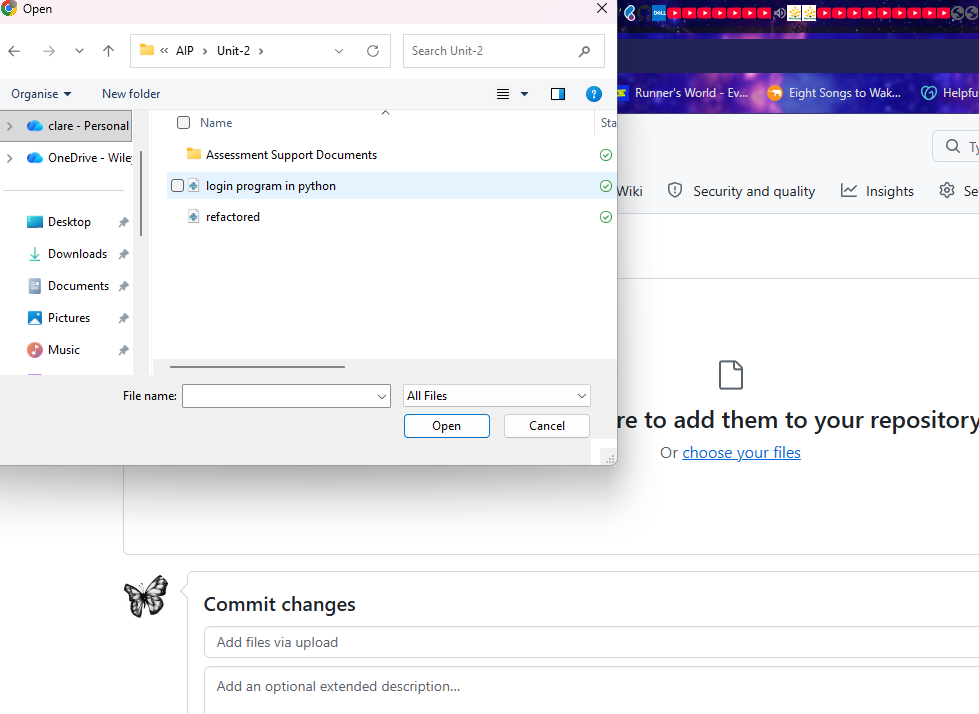 Open
AIP
Unit-2
Search Unit-2
Organise
New folder
Runner's World - Ev...
Eight Songs to Wak...
Helpfu
clare - Personal
Name
Sta
OneDrive - Wiley
Assessment Support Documents
login program in python
refactored
Wiki
Security and quality
Insights
Se
Desktop
Downloads
Documents
Pictures
Music
File name:
All Files
Open
Cancel
re to add them to your repository
Or choose your files
Commit changes
Add files via upload
Add an optional extended description...